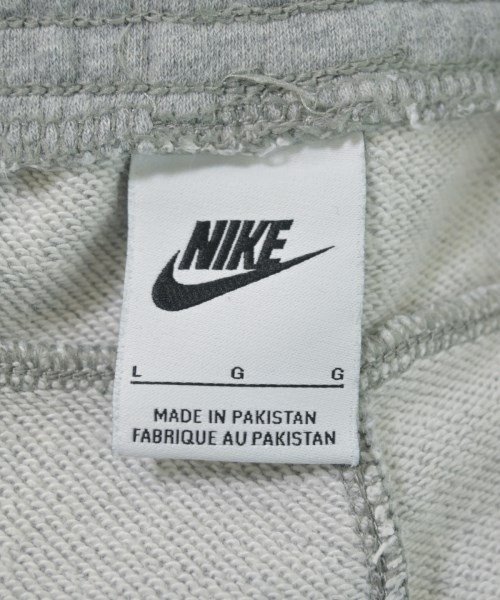 NIKE
L G G
MADE IN PAKISTAN
FABRIQUE AU PAKISTAN